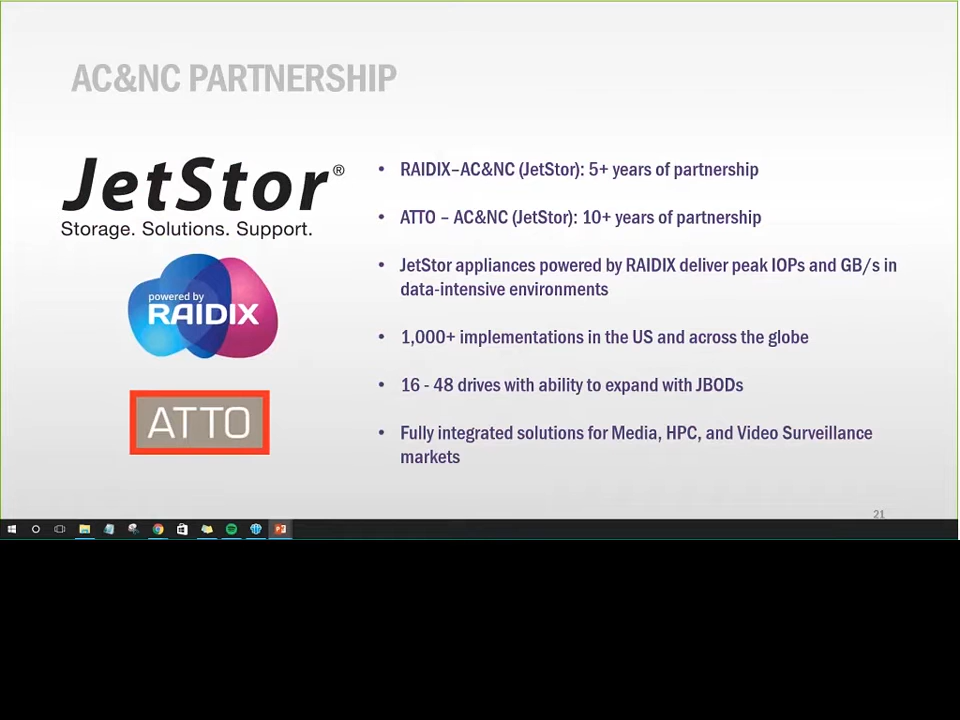 AC&NC PARTNERSHIP
JetStor®
Storage. Solutions. Support.
powered by
RAIDIX
ATTO
• RAIDIX–AC&NC (JetStor): 5+ years of partnership
• ATTO – AC&NC (JetStor): 10+ years of partnership
• JetStor appliances powered by RAIDIX deliver peak IOPs and GB/s in
data-intensive environments
• 1,000+ implementations in the US and across the globe
• 16 - 48 drives with ability to expand with JBODs
• Fully integrated solutions for Media, HPC, and Video Surveillance
markets
21